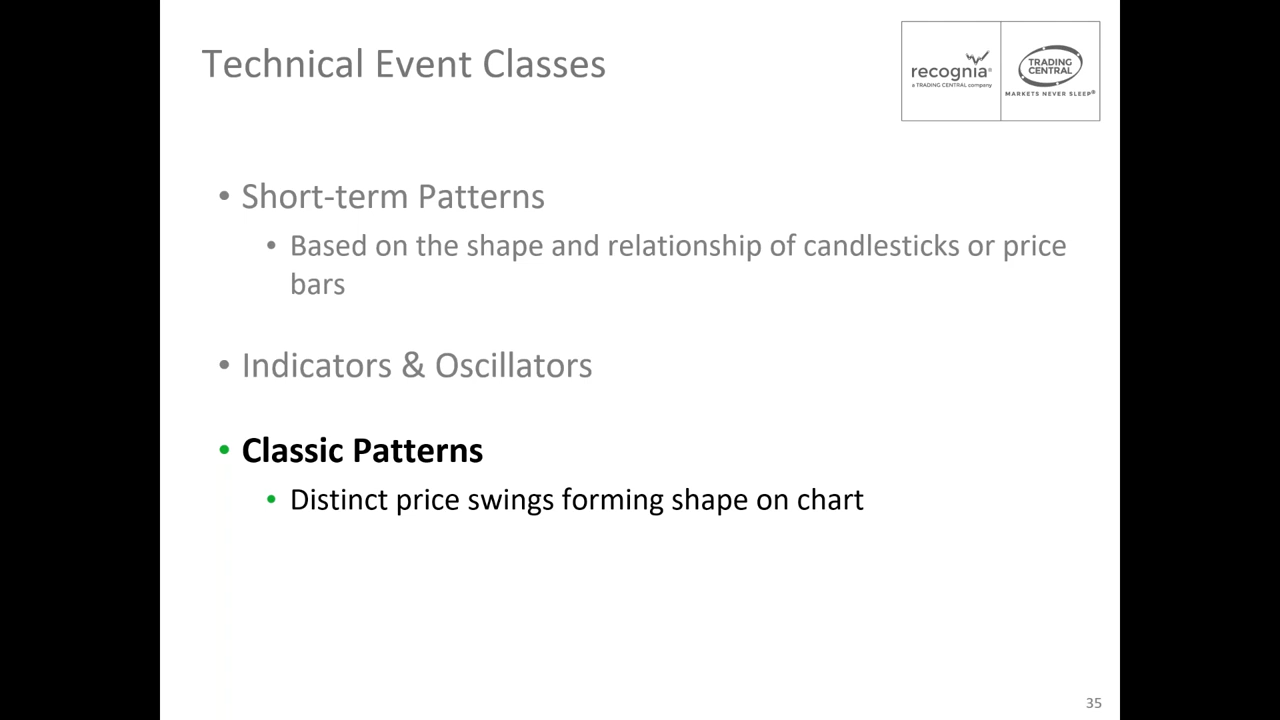 Technical Event Classes
recognia®
a TRADING CENTRAL company
TRADING
CENTRAL
MARKETS NEVER SLEEP®
• Short-term Patterns
• Based on the shape and relationship of candlesticks or price
bars
• Indicators & Oscillators
• Classic Patterns
• Distinct price swings forming shape on chart
35